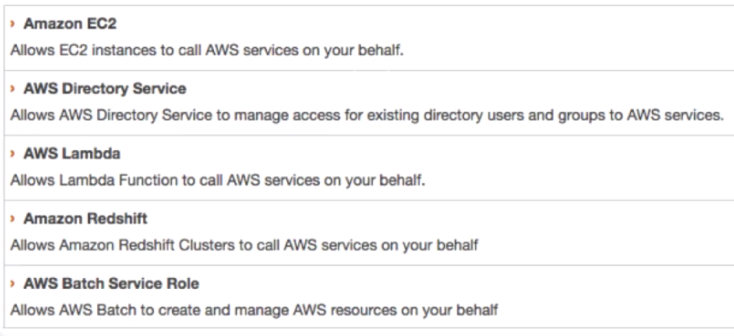 Amazon EC2
Allows EC2 instances to call AWS services on your behalf.
AWS Directory Service
Allows AWS Directory Service to manage access for existing directory users and groups to AWS services.
AWS Lambda
Allows Lambda Function to call AWS services on your behalf.
Amazon Redshift
Allows Amazon Redshift Clusters to call AWS services on your behalf
AWS Batch Service Role
Allows AWS Batch to create and manage AWS resources on your behalf